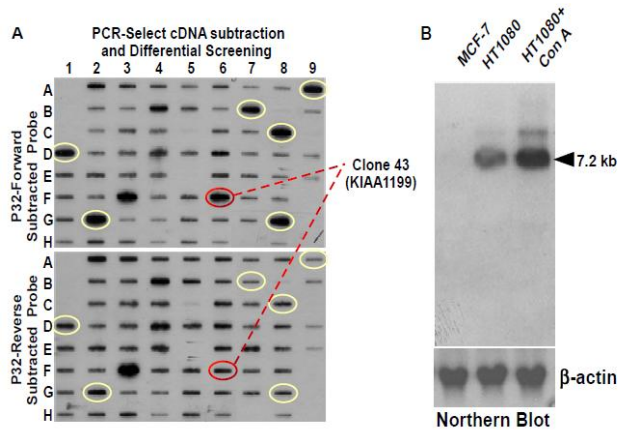 A
PCR-Select cDNA subtraction
and Differential Screening
1 2 3 4 5 6 7 8 9
P32-Forward
Subtracted Probe
A
B
C
D
E
F
G
H
Clone 43
(KIAA1199)
P32-Reverse
Subtracted Probe
A
B
C
D
E
F
G
H
B
MCF-7
HT1080
HT1080+
Con A
7.2 kb
β-actin
Northern Blot